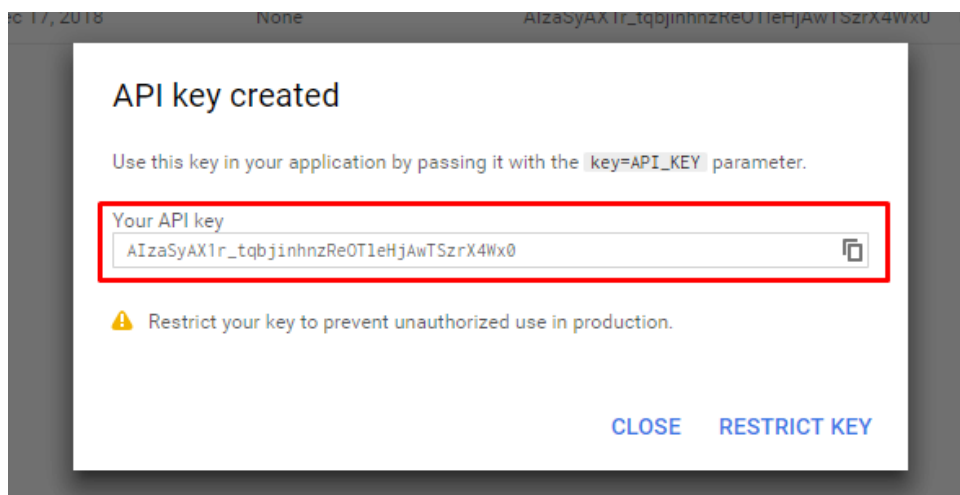 ec 17, 2018 None AIzaSyAX1r_tqbjinhnzReOTleHjAwTSzrX4Wx0
API key created
Use this key in your application by passing it with the key=API_KEY parameter.
Your API key
AIzaSyAX1r_tqbjinhnzReOTleHjAwTSzrX4Wx0
Restrict your key to prevent unauthorized use in production.
CLOSE RESTRICT KEY